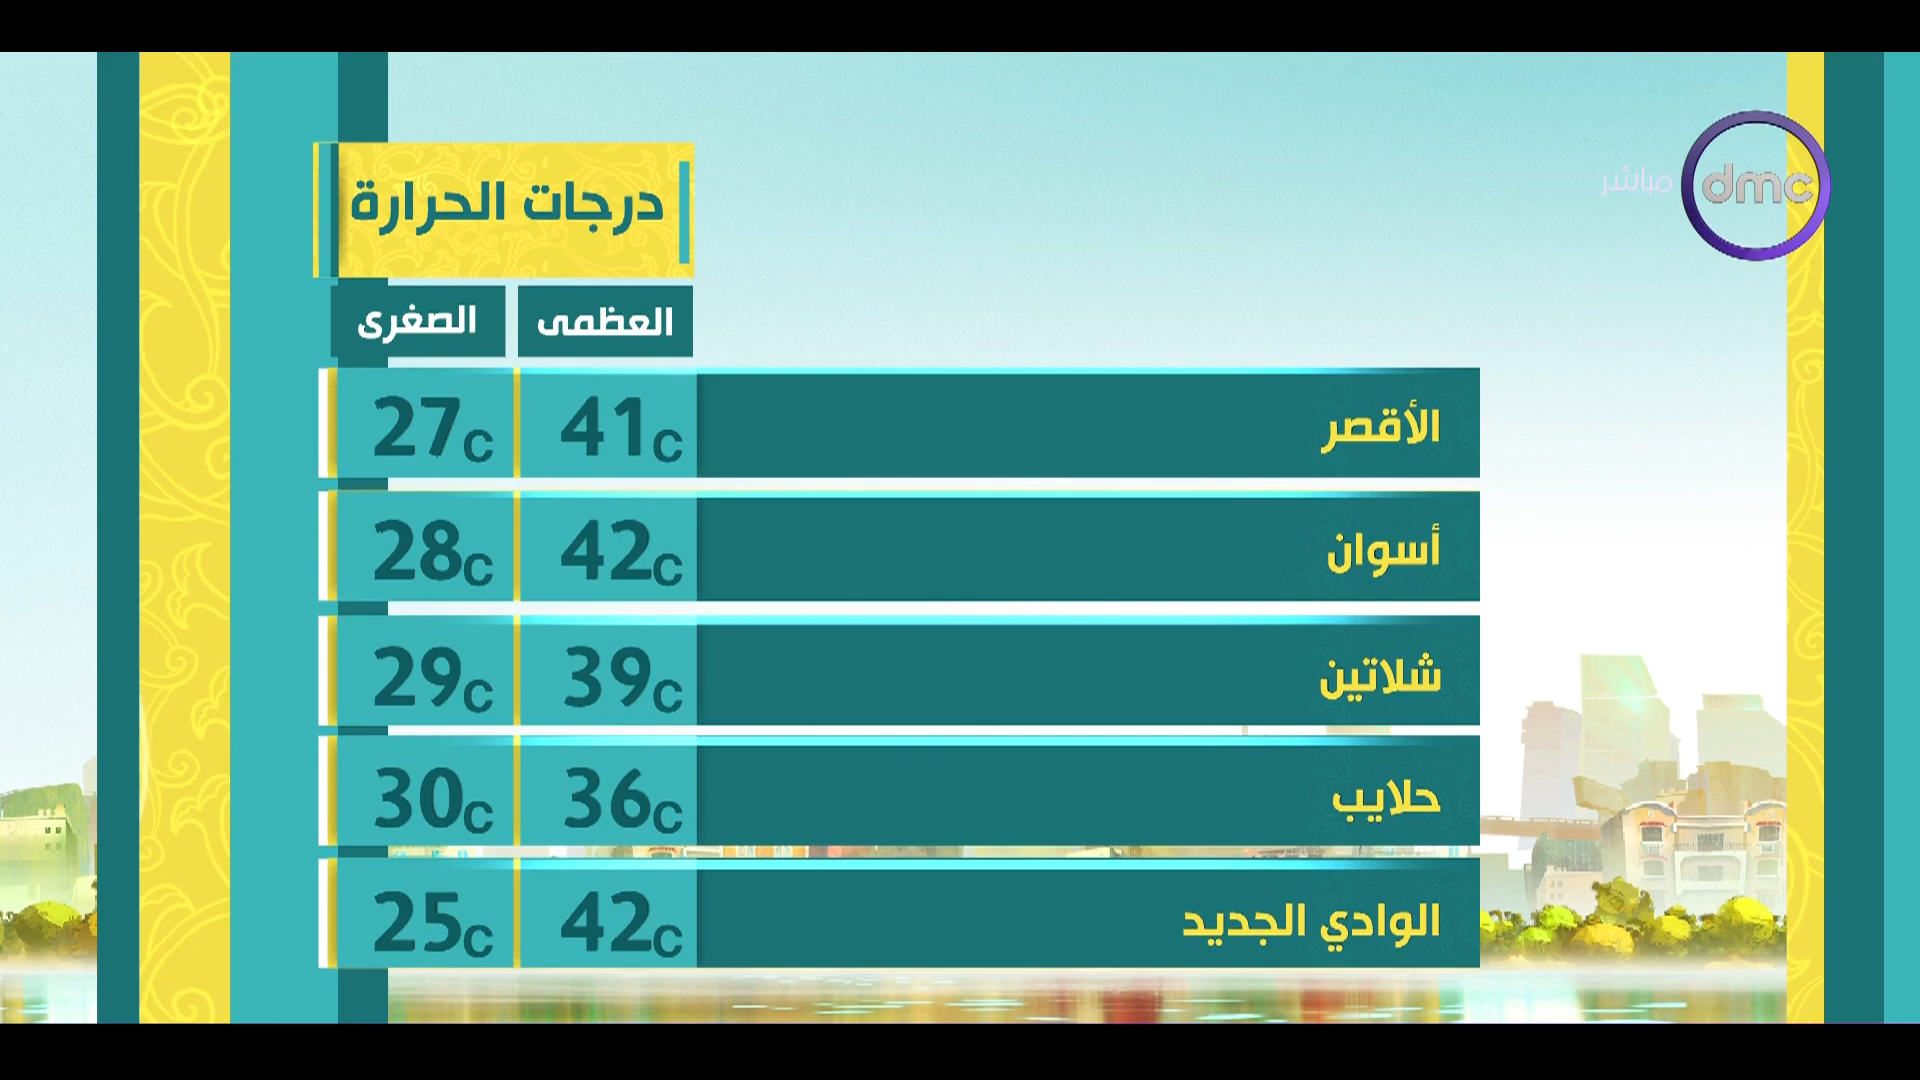 dmc مباشر
درجات الحرارة
العظمى الصغرى
الأقصر 41c 27c
أسوان 42c 28c
شلاتين 39c 29c
حلايب 36c 30c
الوادي الجديد 42c 25c